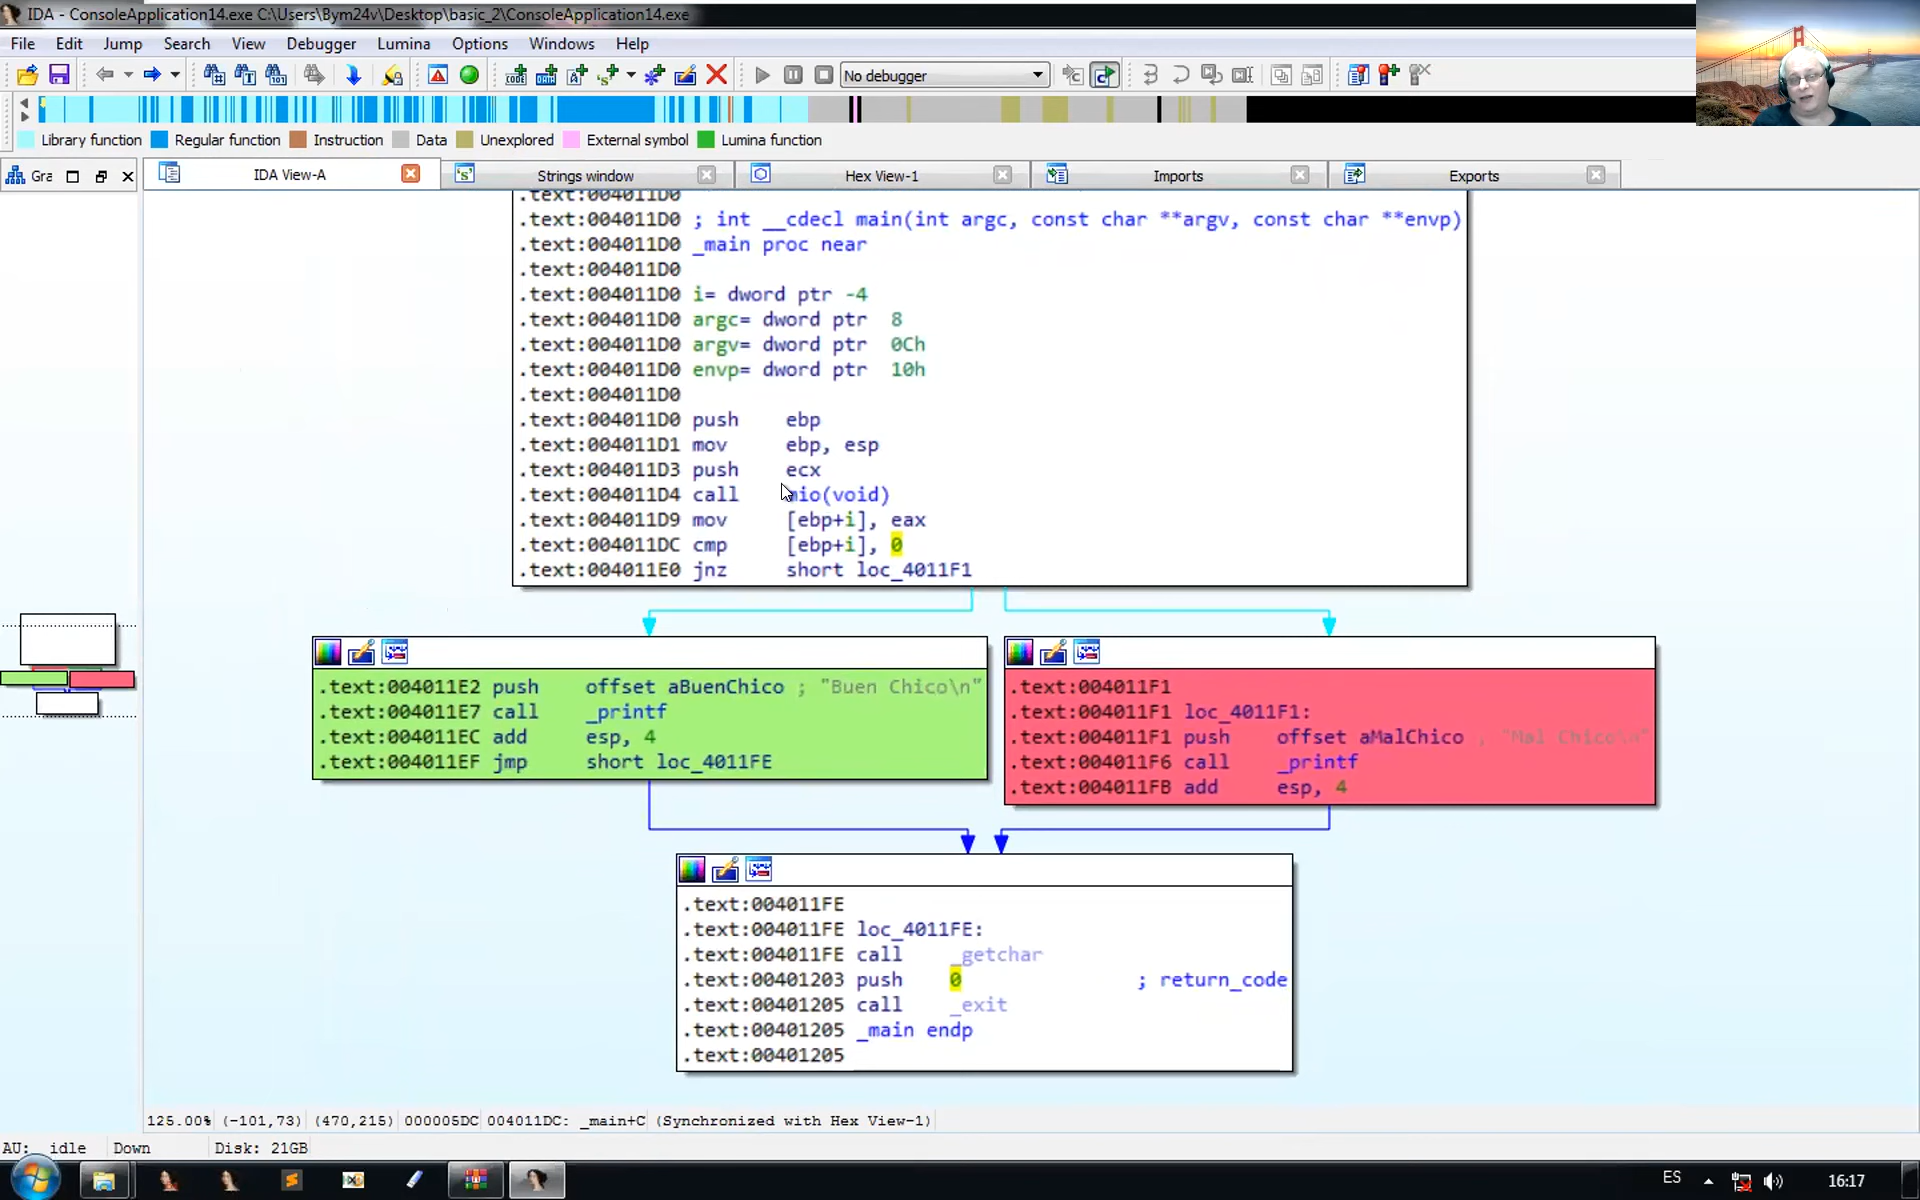 IDA - ConsoleApplication14.exe C:\Users\Bym24v\Desktop\basic_2\ConsoleApplication14.exe
File Edit Jump Search View Debugger Lumina Options Windows Help
No debugger
Library function Regular function Instruction Data Unexplored External symbol Lumina function
Gra IDA View-A Strings window Hex View-1 Imports Exports
.text:004011D0
.text:004011D0 ; int __cdecl main(int argc, const char **argv, const char **envp)
.text:004011D0 _main proc near
.text:004011D0
.text:004011D0 i= dword ptr -4
.text:004011D0 argc= dword ptr 8
.text:004011D0 argv= dword ptr 0Ch
.text:004011D0 envp= dword ptr 10h
.text:004011D0
.text:004011D0 push ebp
.text:004011D1 mov ebp, esp
.text:004011D3 push ecx
.text:004011D4 call mio(void)
.text:004011D9 mov [ebp+i], eax
.text:004011DC cmp [ebp+i], 0
.text:004011E0 jnz short loc_4011F1
.text:004011E2 push offset aBuenChico ; "Buen Chico\n"
.text:004011E7 call _printf
.text:004011EC add esp, 4
.text:004011EF jmp short loc_4011FE
.text:004011F1
.text:004011F1 loc_4011F1:
.text:004011F1 push offset aMalChico ; "Mal Chico\n"
.text:004011F6 call _printf
.text:004011FB add esp, 4
.text:004011FE
.text:004011FE loc_4011FE:
.text:004011FE call _getchar
.text:00401203 push 0 ; return_code
.text:00401205 call _exit
.text:00401205 _main endp
.text:00401205
125.00% (-101,73) (470,215) 000005DC 004011DC: _main+C (Synchronized with Hex View-1)
AU: idle Down Disk: 21GB
ES 16:17